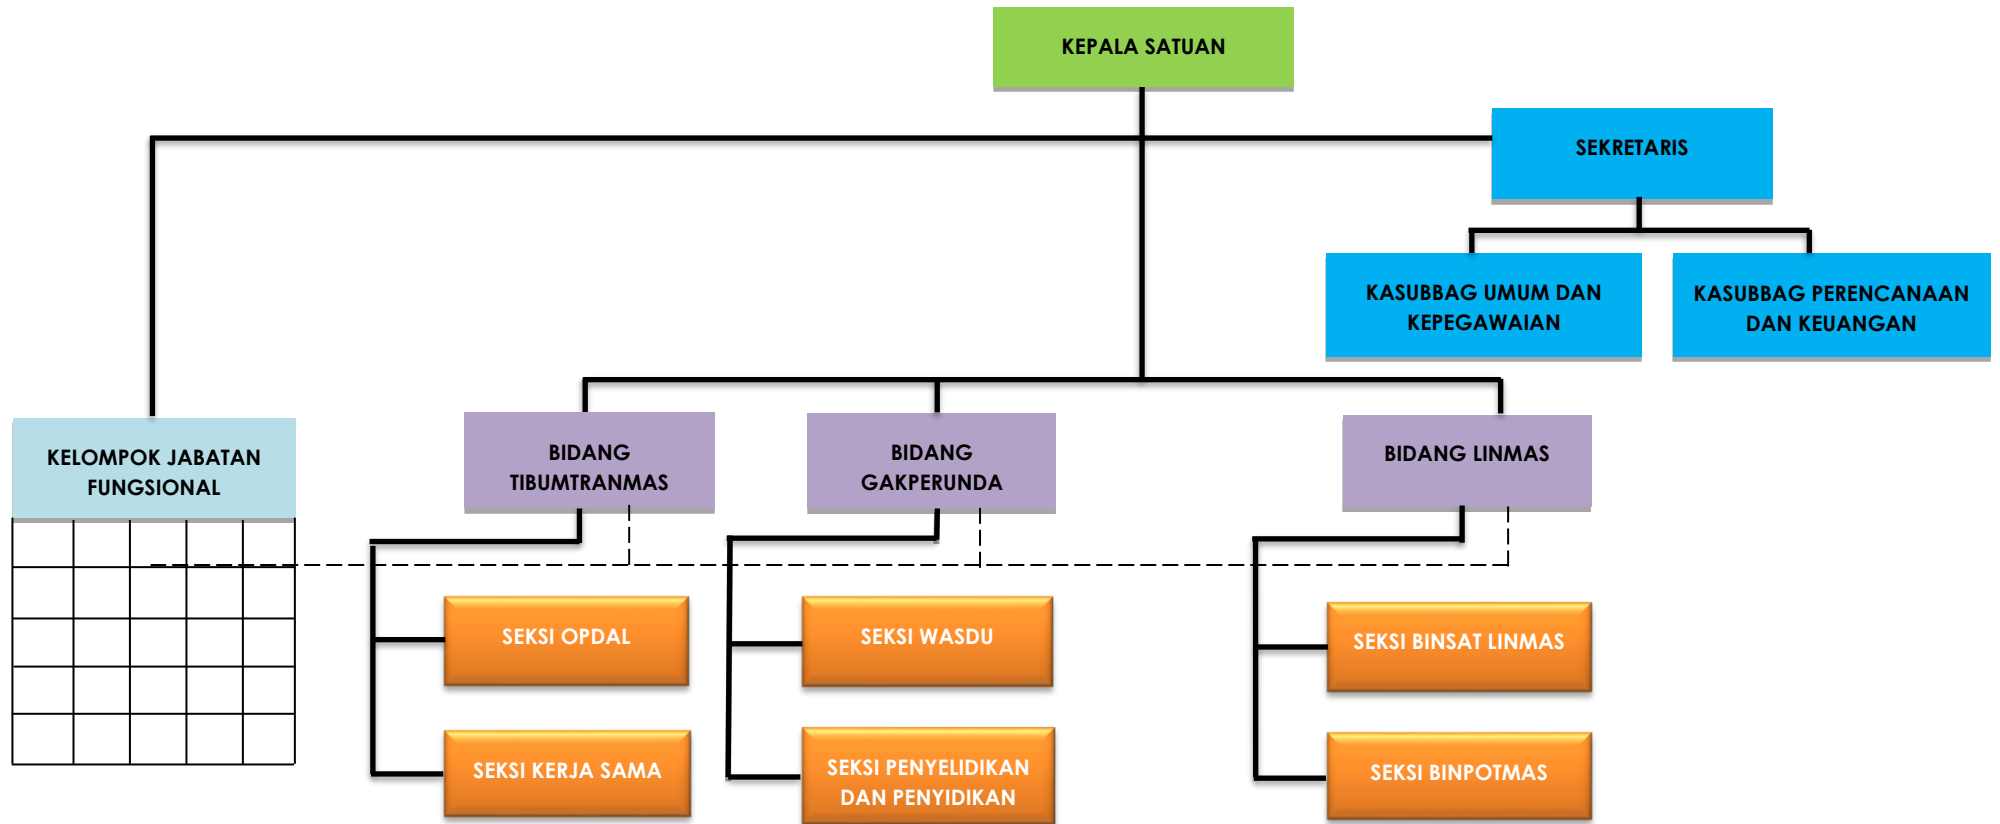 KEPALA SATUAN
SEKRETARIS
KASUBBAG UMUM DAN
KEPEGAWAIAN
KASUBBAG PERENCANAAN
DAN KEUANGAN
KELOMPOK JABATAN
FUNGSIONAL
BIDANG
TIBUMTRANMAS
BIDANG
GAKPERUNDA
BIDANG LINMAS
SEKSI OPDAL
SEKSI WASDU
SEKSI BINSAT LINMAS
SEKSI KERJA SAMA
SEKSI PENYELIDIKAN
DAN PENYIDIKAN
SEKSI BINPOTMAS